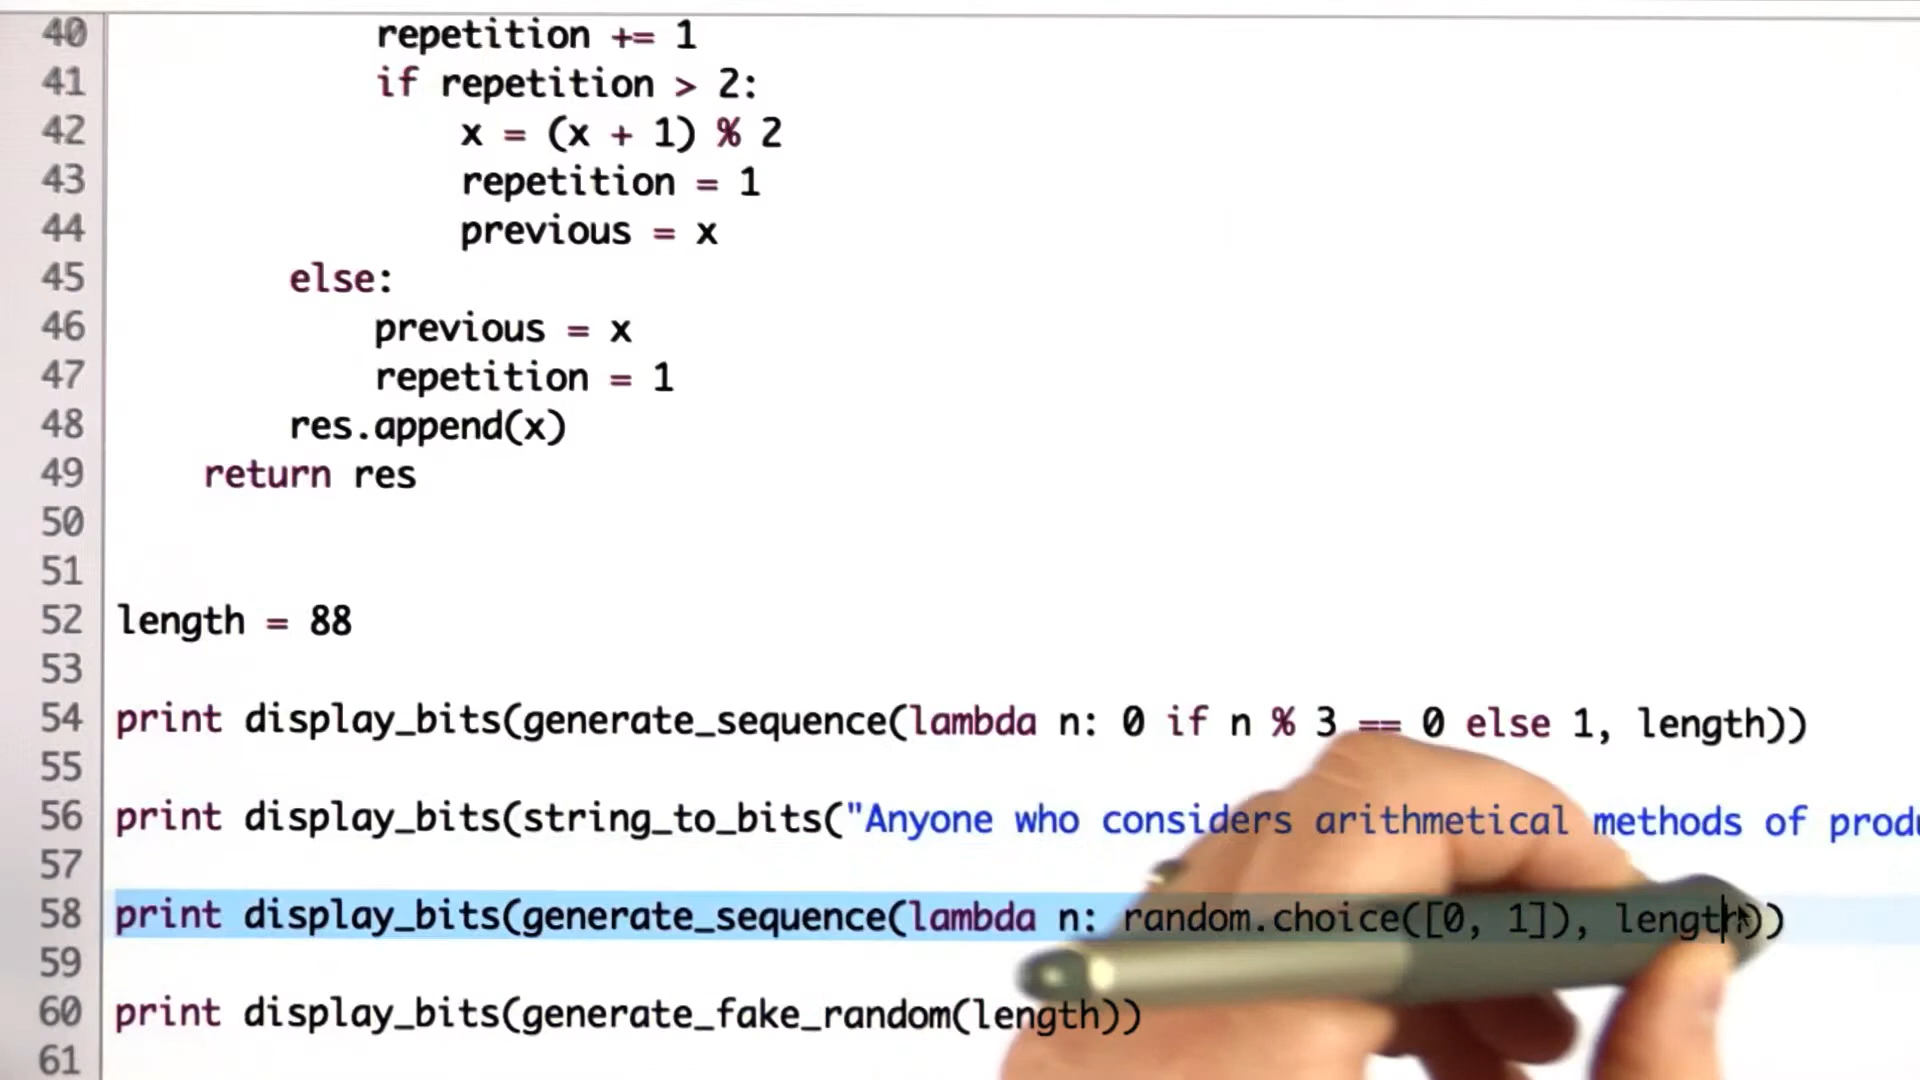 40 repetition += 1
41 if repetition > 2:
42 x = (x + 1) % 2
43 repetition = 1
44 previous = x
45 else:
46 previous = x
47 repetition = 1
48 res.append(x)
49 return res
50
51
52 length = 88
53
54 print display_bits(generate_sequence(lambda n: 0 if n % 3 == 0 else 1, length))
55
56 print display_bits(string_to_bits("Anyone who considers arithmetical methods of
57
58 print display_bits(generate_sequence(lambda n: random.choice([0, 1]), length))
59
60 print display_bits(generate_fake_random(length))
61